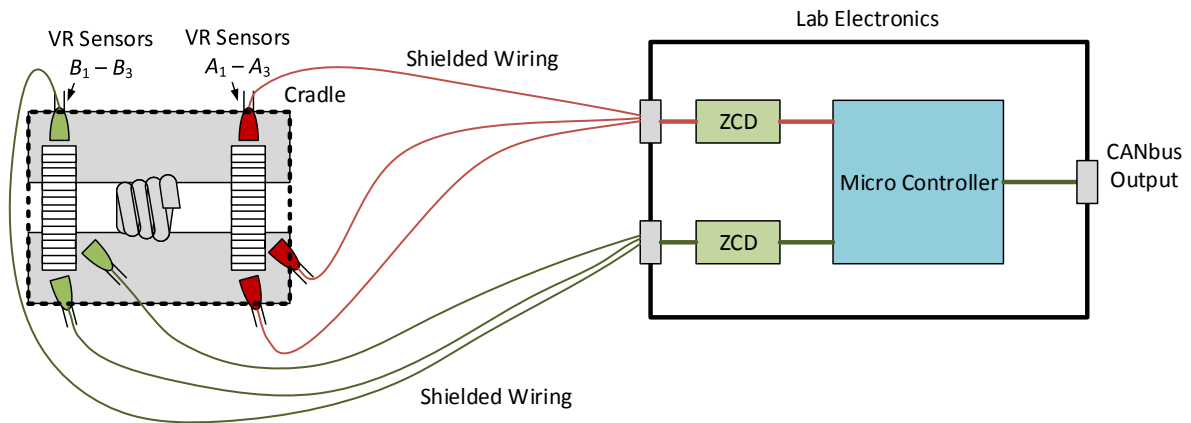 Lab Electronics
VR Sensors
B₁ – B₃
VR Sensors
A₁ – A₃
Shielded Wiring
Cradle
ZCD
Micro Controller
CANbus
Output
ZCD
Shielded Wiring